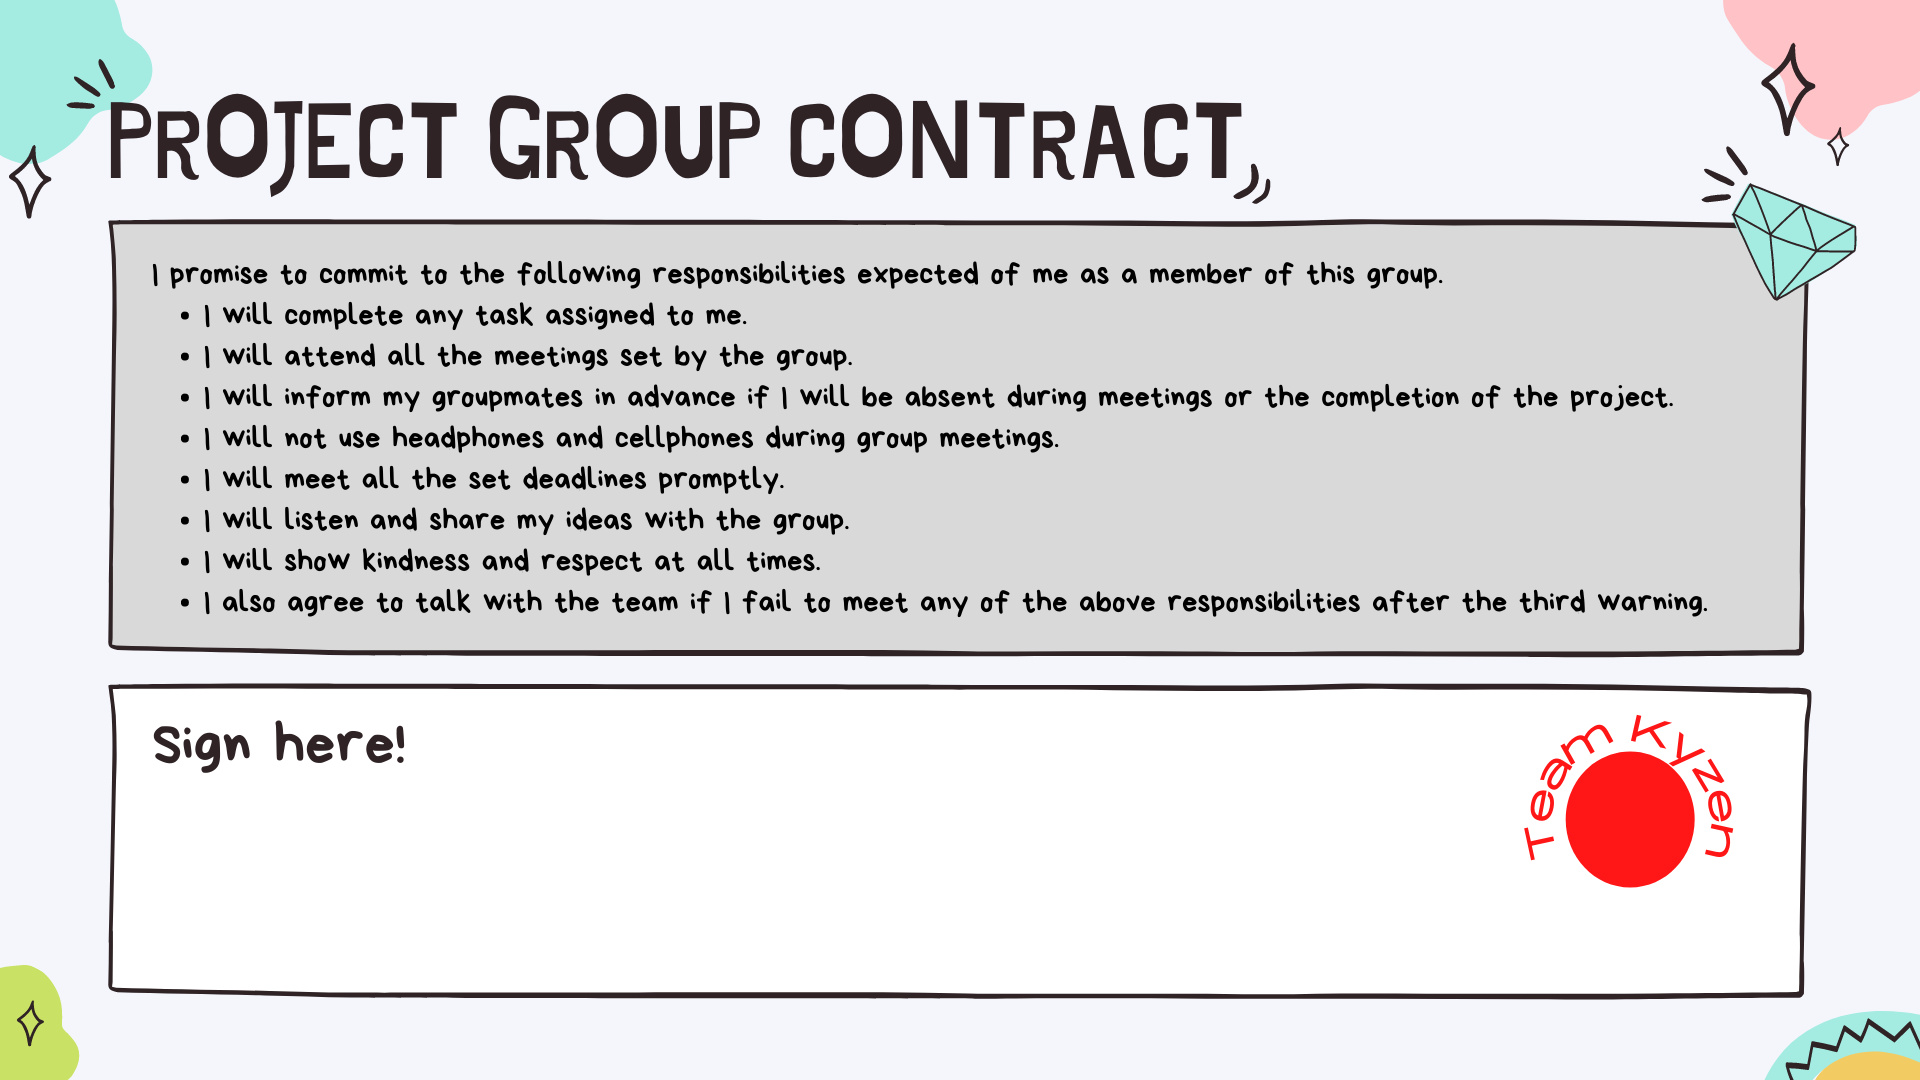 PROJECT GROUP CONTRACT
I promise to commit to the following responsibilities expected of me as a member of this group.
• I will complete any task assigned to me.
• I will attend all the meetings set by the group.
• I will inform my groupmates in advance if I will be absent during meetings or the completion of the project.
• I will not use headphones and cellphones during group meetings.
• I will meet all the set deadlines promptly.
• I will listen and share my ideas with the group.
• I will show kindness and respect at all times.
• I also agree to talk with the team if I fail to meet any of the above responsibilities after the third warning.
Sign here!
Team Kyzen